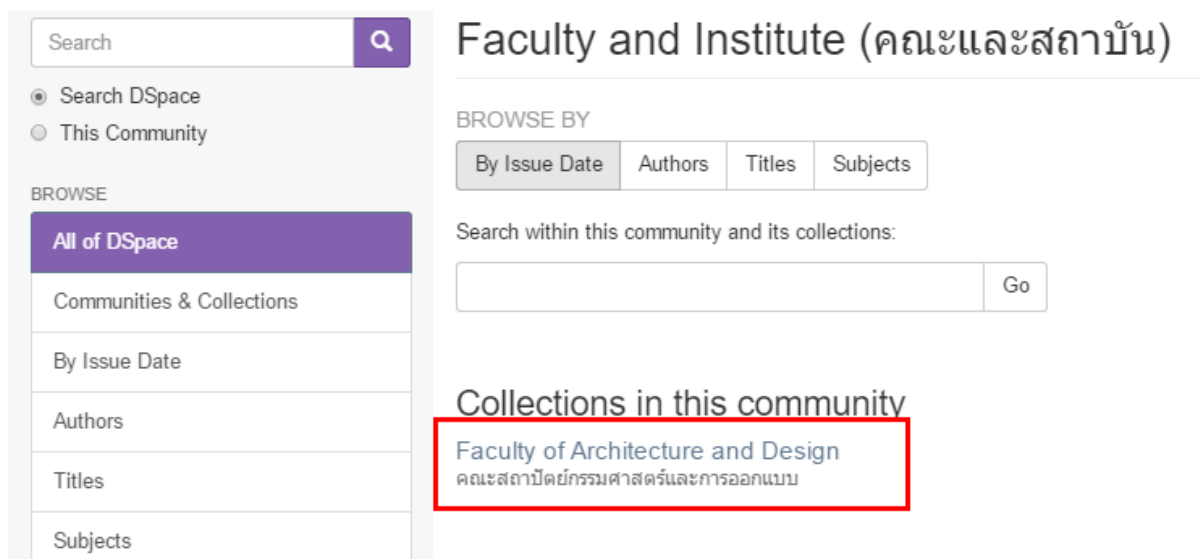 Search
Search DSpace
This Community
BROWSE
All of DSpace
Communities & Collections
By Issue Date
Authors
Titles
Subjects
Faculty and Institute (คณะและสถาบัน)
BROWSE BY
By Issue Date Authors Titles Subjects
Search within this community and its collections:
Go
Collections in this community
Faculty of Architecture and Design
คณะสถาปัตย์กรรมศาสตร์และการออกแบบ